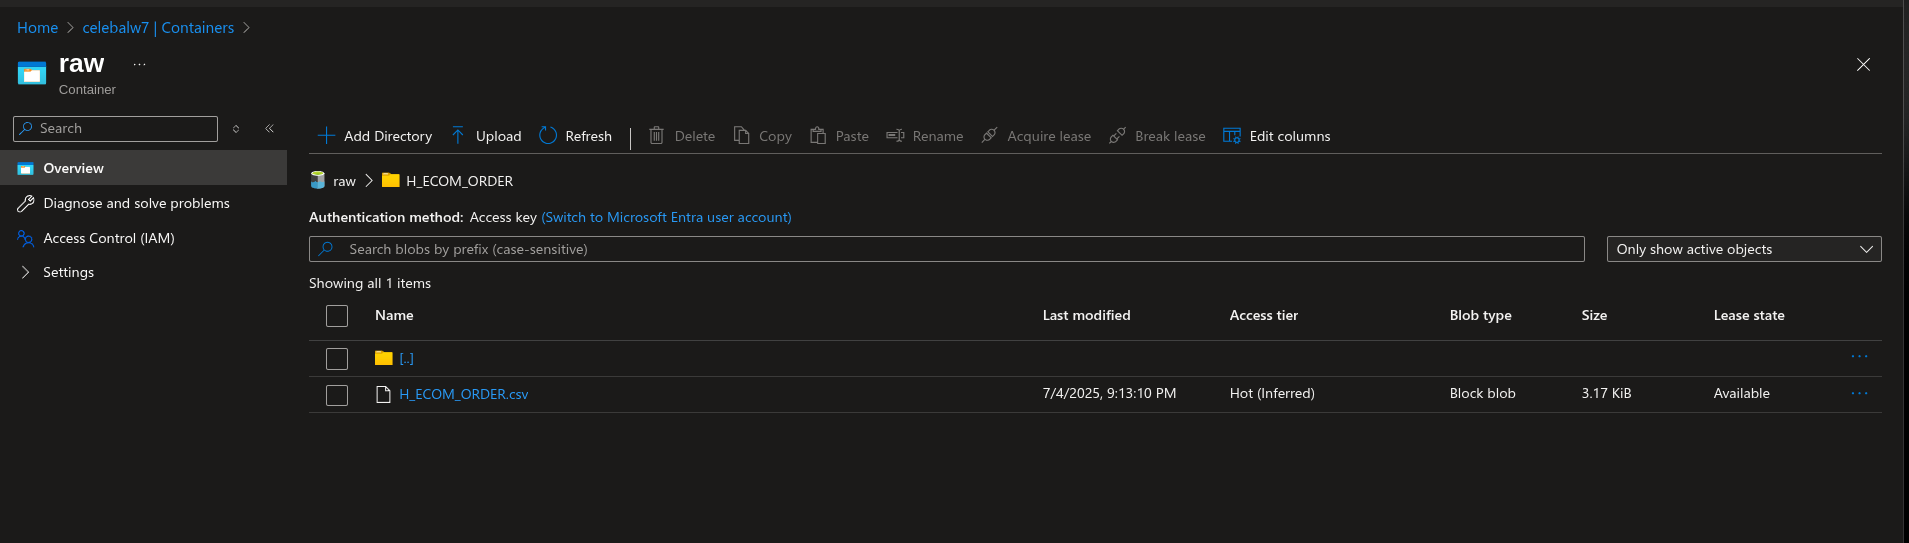 Home > celebalw7 | Containers >
raw ...
Container
Search
Overview
Diagnose and solve problems
Access Control (IAM)
Settings
Add Directory Upload Refresh Delete Copy Paste Rename Acquire lease Break lease Edit columns
raw > H_ECOM_ORDER
Authentication method: Access key (Switch to Microsoft Entra user account)
Search blobs by prefix (case-sensitive) Only show active objects
Showing all 1 items
Name Last modified Access tier Blob type Size Lease state
[..] ...
H_ECOM_ORDER.csv 7/4/2025, 9:13:10 PM Hot (Inferred) Block blob 3.17 KiB Available ...